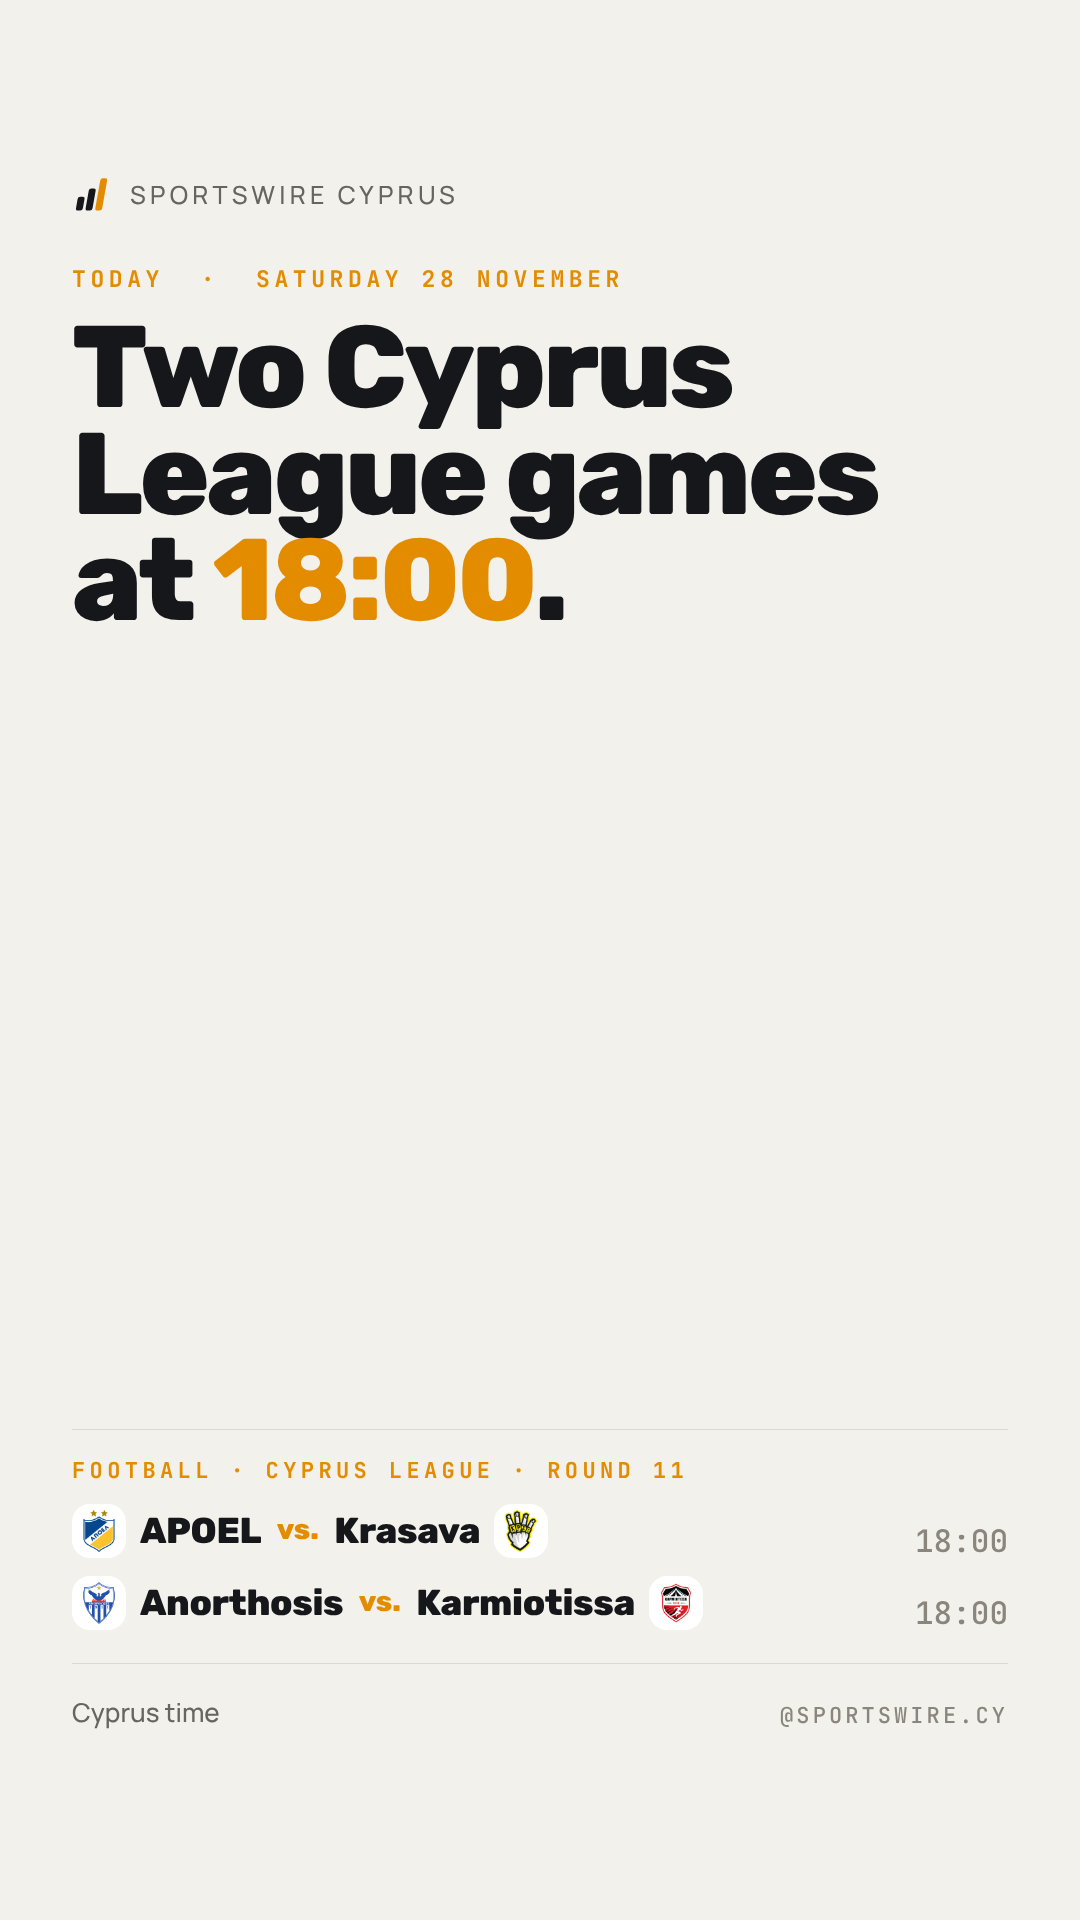 SPORTSWIRE CYPRUS
TODAY · SATURDAY 28 NOVEMBER
Two Cyprus
League games
at 18:00.
FOOTBALL · CYPRUS LEAGUE · ROUND 11
APOEL vs. Krasava 18:00
Anorthosis vs. Karmiotissa 18:00
Cyprus time @SPORTSWIRE.CY